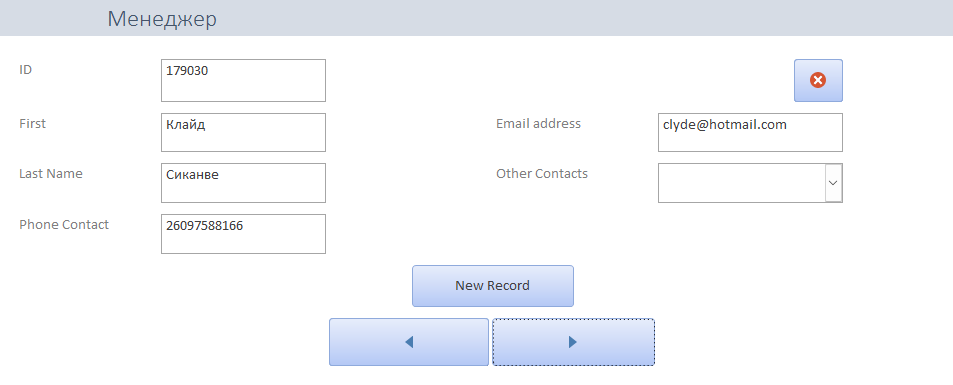 Менеджер
ID
179030
First
Клайд
Email address
clyde@hotmail.com
Last Name
Сиканве
Other Contacts
Phone Contact
26097588166
New Record